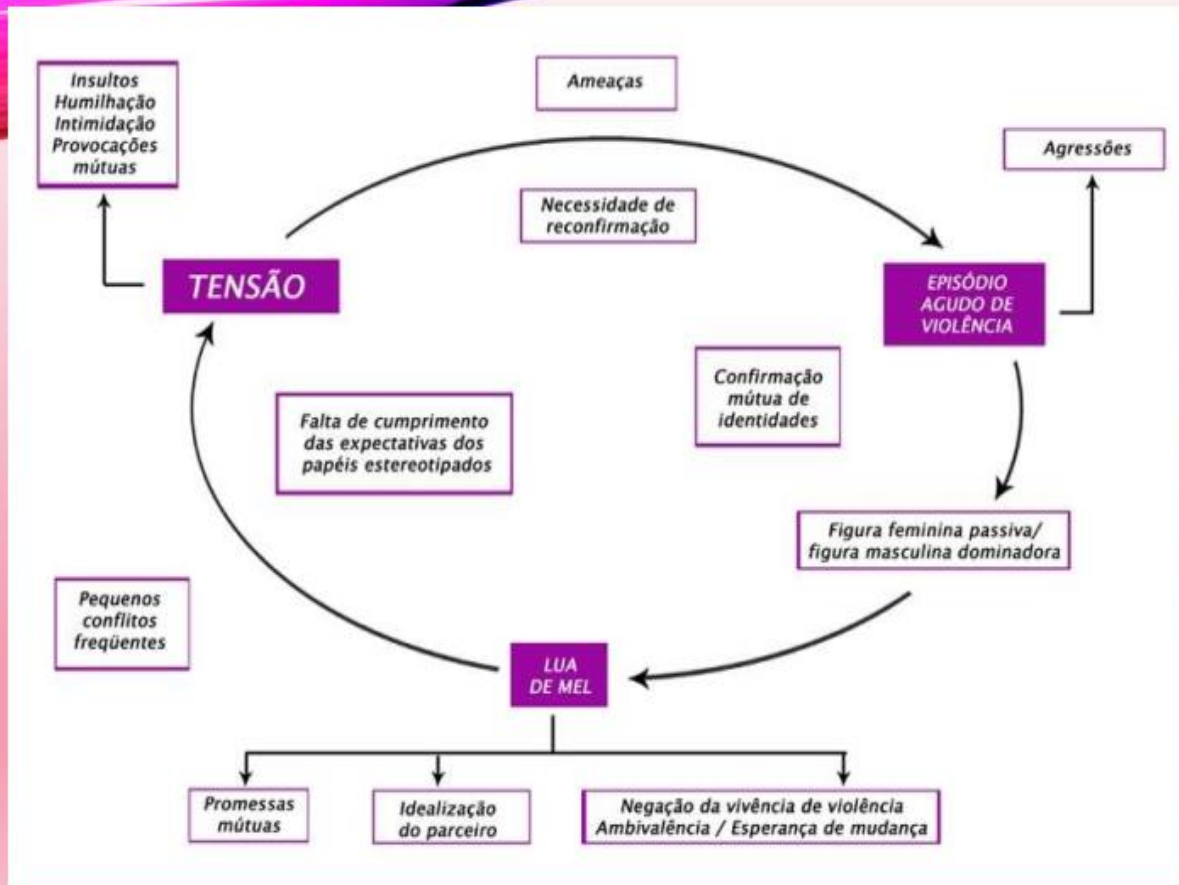 Insultos
Humilhação
Intimidação
Provocações
mútuas
Ameaças
Agressões
Necessidade de
reconfirmação
TENSÃO
EPISÓDIO
AGUDO DE
VIOLÊNCIA
Confirmação
mútua de
identidades
Falta de cumprimento
das expectativas dos
papéis estereotipados
Figura feminina passiva/
figura masculina dominadora
Pequenos
conflitos
freqüentes
LUA
DE MEL
Promessas
mútuas
Idealização
do parceiro
Negação da vivência de violência
Ambivalência / Esperança de mudança